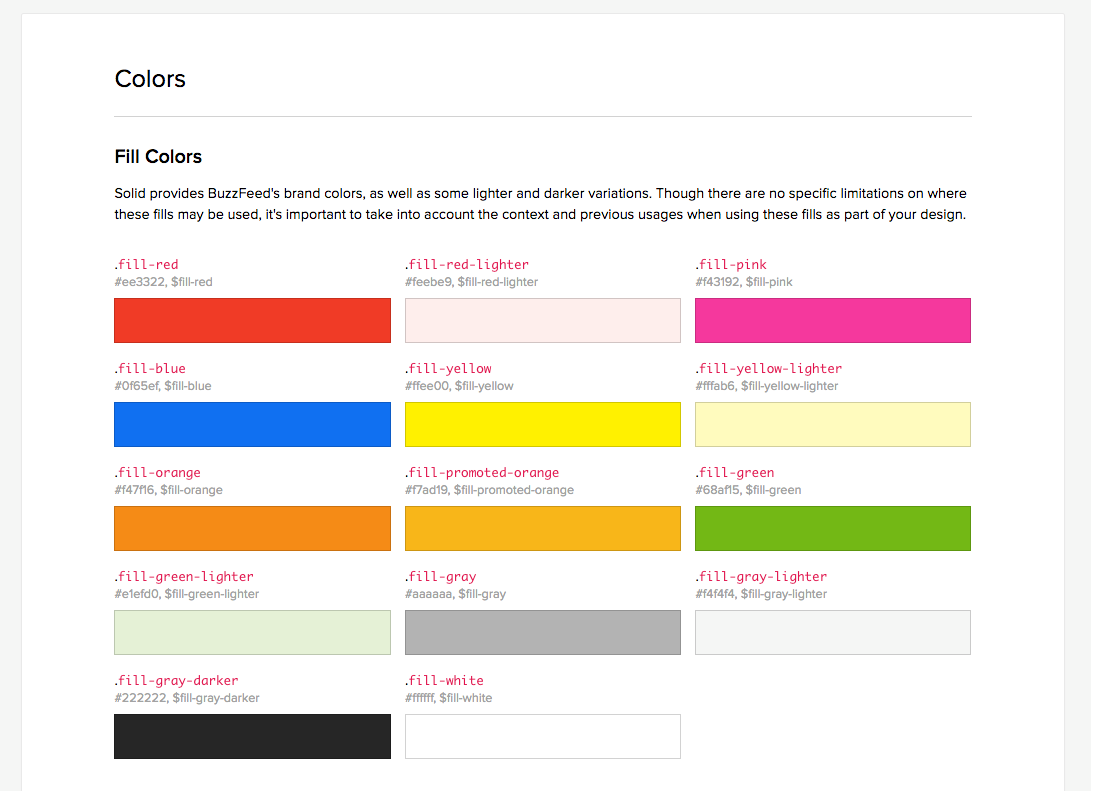 Colors
Fill Colors
Solid provides BuzzFeed's brand colors, as well as some lighter and darker variations. Though there are no specific limitations on where
these fills may be used, it's important to take into account the context and previous usages when using these fills as part of your design.
.fill-red
#ee3322, $fill-red
.fill-red-lighter
#feebe9, $fill-red-lighter
.fill-pink
#f43192, $fill-pink
.fill-blue
#0f65ef, $fill-blue
.fill-yellow
#ffee00, $fill-yellow
.fill-yellow-lighter
#fffab6, $fill-yellow-lighter
.fill-orange
#f47f16, $fill-orange
.fill-promoted-orange
#f7ad19, $fill-promoted-orange
.fill-green
#68af15, $fill-green
.fill-green-lighter
#e1efd0, $fill-green-lighter
.fill-gray
#aaaaaa, $fill-gray
.fill-gray-lighter
#f4f4f4, $fill-gray-lighter
.fill-gray-darker
#222222, $fill-gray-darker
.fill-white
#ffffff, $fill-white